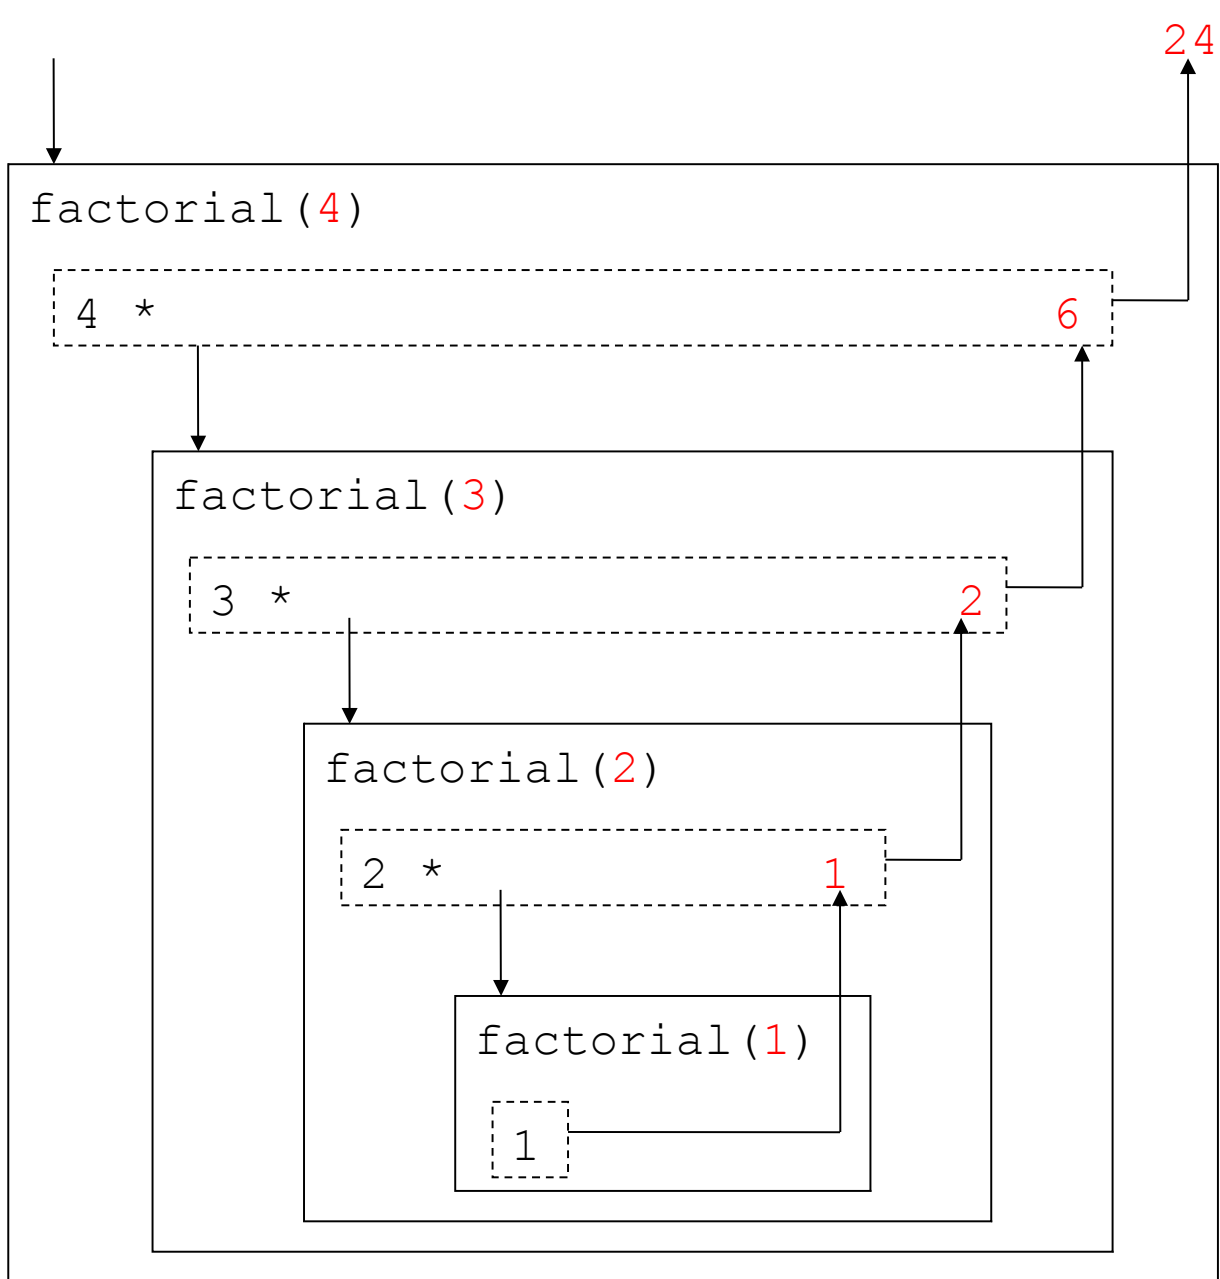 24
factorial(4)
4 * 6
factorial(3)
3 * 2
factorial(2)
2 * 1
factorial(1)
1